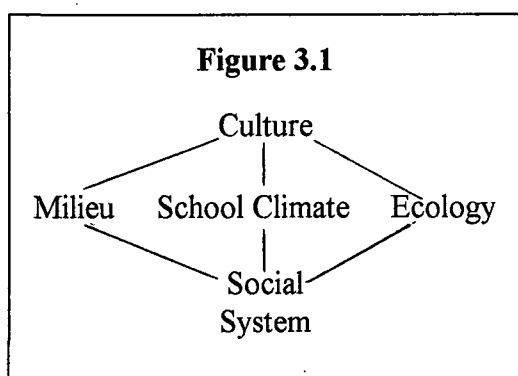 Figure 3.1
Culture
Milieu School Climate Ecology
Social
System